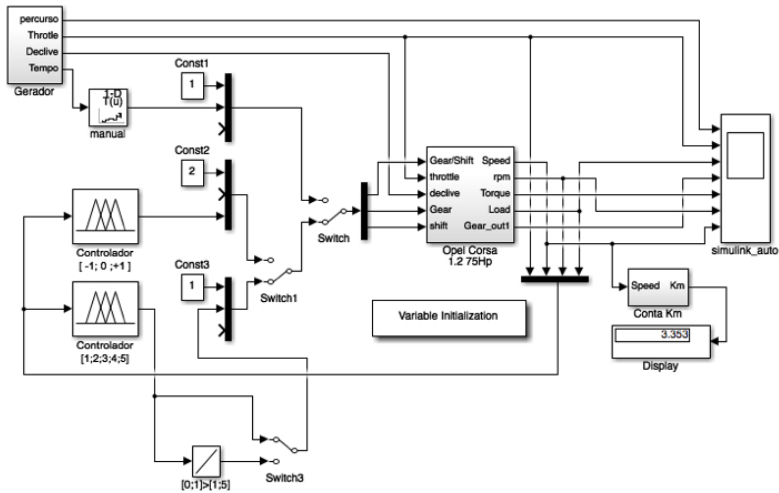 percurso
Throtle
Declive
Tempo
Gerador
1-D
T(u)
manual
Const1
1
Const2
2
Controlador
[ -1; 0 ;+1 ]
Const3
1
Controlador
[1;2;3;4;5]
Switch
Switch1
Switch3
[0;1]>[1;5]
Gear/Shift
throttle
declive
Gear
shift
Speed
rpm
Torque
Load
Gear_out1
Opel Corsa
1.2 75Hp
Variable Initialization
simulink_auto
Speed Km
Conta Km
3.353
Display